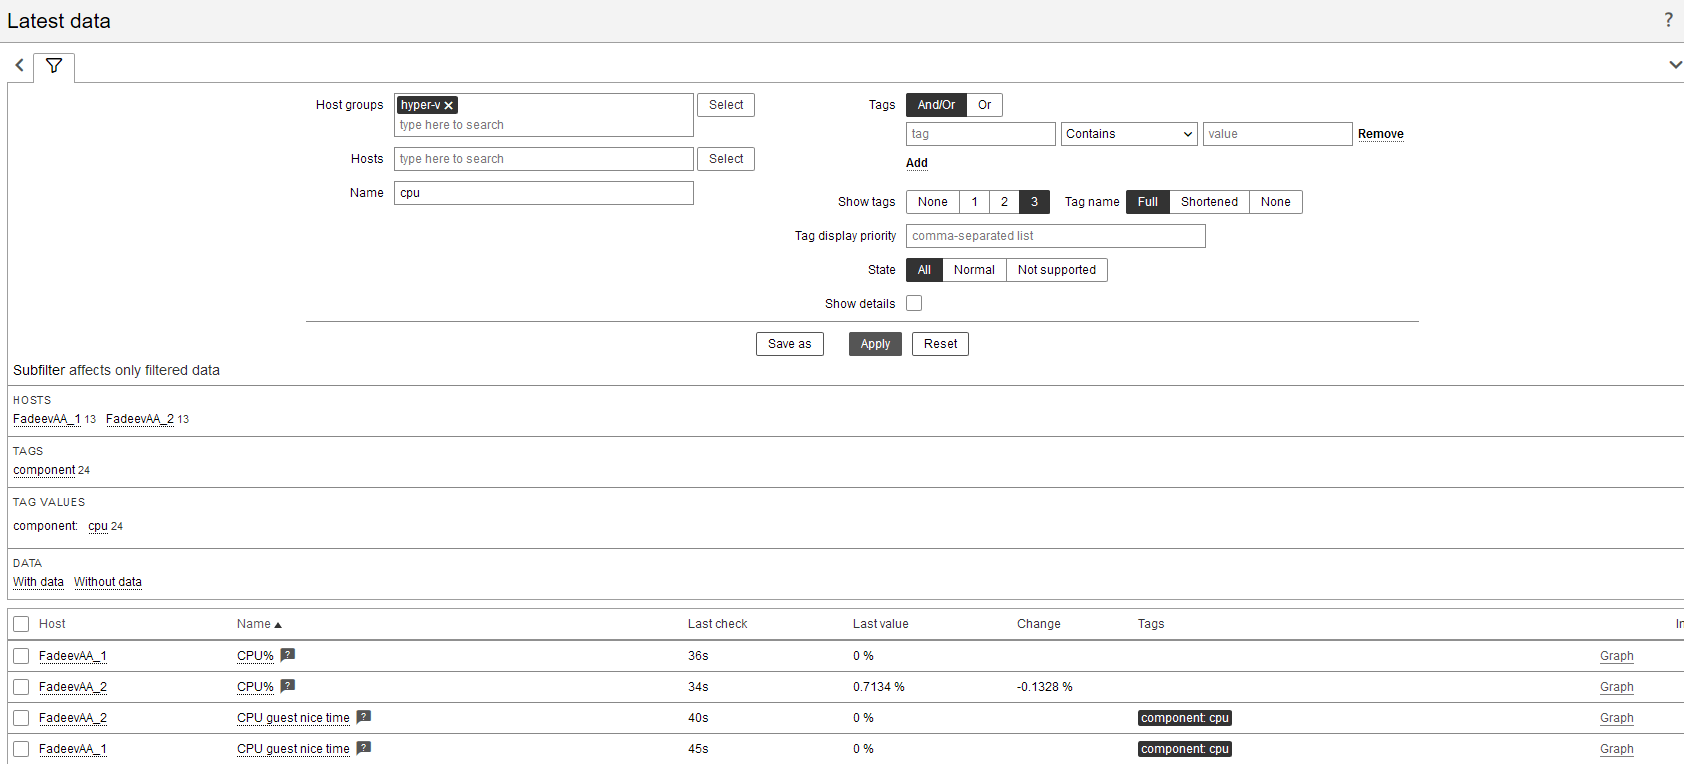 Latest data
?
Host groups
hyper-v
type here to search
Select
Hosts
type here to search
Select
Name
cpu
Tags
And/Or
Or
tag
Contains
value
Remove
Add
Show tags
None
1
2
3
Tag name
Full
Shortened
None
Tag display priority
comma-separated list
State
All
Normal
Not supported
Show details
Save as
Apply
Reset
Subfilter affects only filtered data
HOSTS
FadeevAA_1 13 FadeevAA_2 13
TAGS
component 24
TAG VALUES
component: cpu 24
DATA
With data Without data
Host Name Last check Last value Change Tags
FadeevAA_1 CPU% ? 36s 0 % Graph
FadeevAA_2 CPU% ? 34s 0.7134 % -0.1328 % Graph
FadeevAA_2 CPU guest nice time ? 40s 0 % component: cpu Graph
FadeevAA_1 CPU guest nice time ? 45s 0 % component: cpu Graph